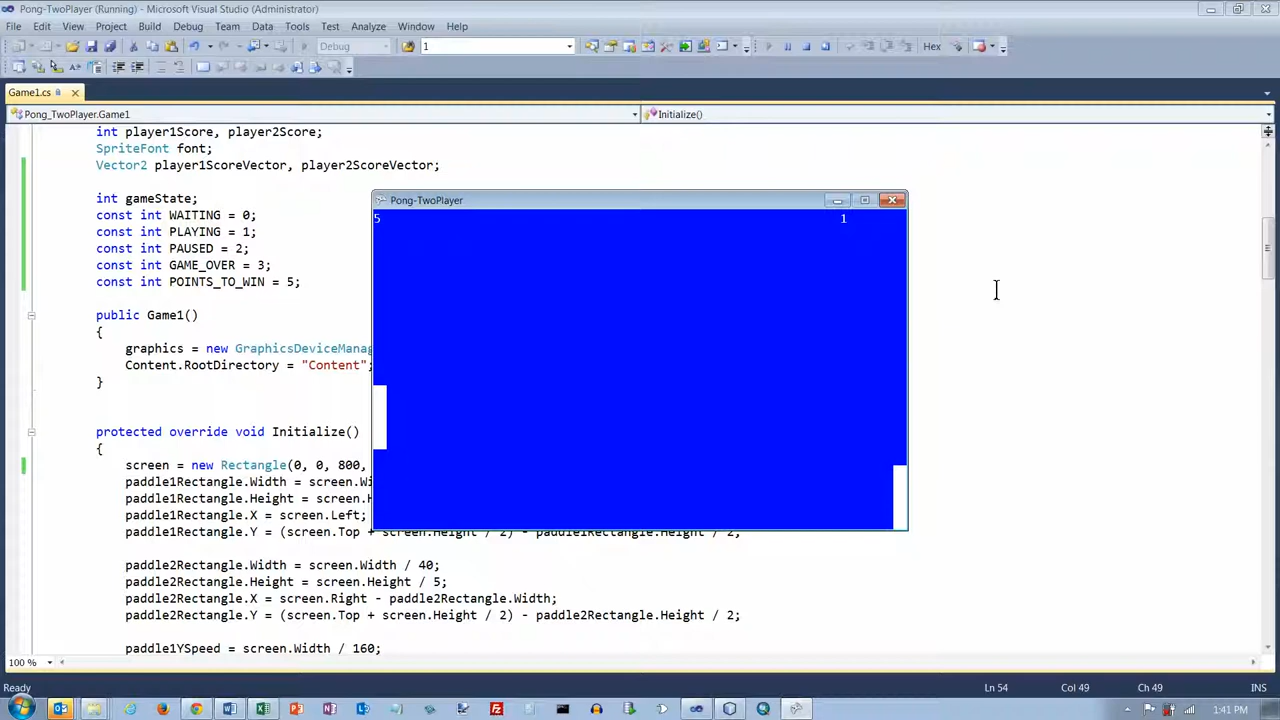 Pong-TwoPlayer (Running) - Microsoft Visual Studio (Administrator)
File Edit View Project Build Debug Team Data Tools Test Analyze Window Help
Debug 1 Hex
Game1.cs
Pong_TwoPlayer.Game1 Initialize()
int player1Score, player2Score;
SpriteFont font;
Vector2 player1ScoreVector, player2ScoreVector;
int gameState;
const int WAITING = 0;
const int PLAYING = 1;
const int PAUSED = 2;
const int GAME_OVER = 3;
const int POINTS_TO_WIN = 5;
public Game1()
{
graphics = new GraphicsDeviceManag
Content.RootDirectory = "Content";
}
protected override void Initialize()
{
screen = new Rectangle(0, 0, 800,
paddle1Rectangle.Width = screen.Wi
paddle1Rectangle.Height = screen.H
paddle1Rectangle.X = screen.Left;
paddle1Rectangle.Y = (screen.Top + screen.Height / 2) - paddle1Rectangle.Height / 2;
paddle2Rectangle.Width = screen.Width / 40;
paddle2Rectangle.Height = screen.Height / 5;
paddle2Rectangle.X = screen.Right - paddle2Rectangle.Width;
paddle2Rectangle.Y = (screen.Top + screen.Height / 2) - paddle2Rectangle.Height / 2;
paddle1YSpeed = screen.Width / 160;
Pong-TwoPlayer
5 1
100 %
Ready Ln 54 Col 49 Ch 49 INS
1:41 PM